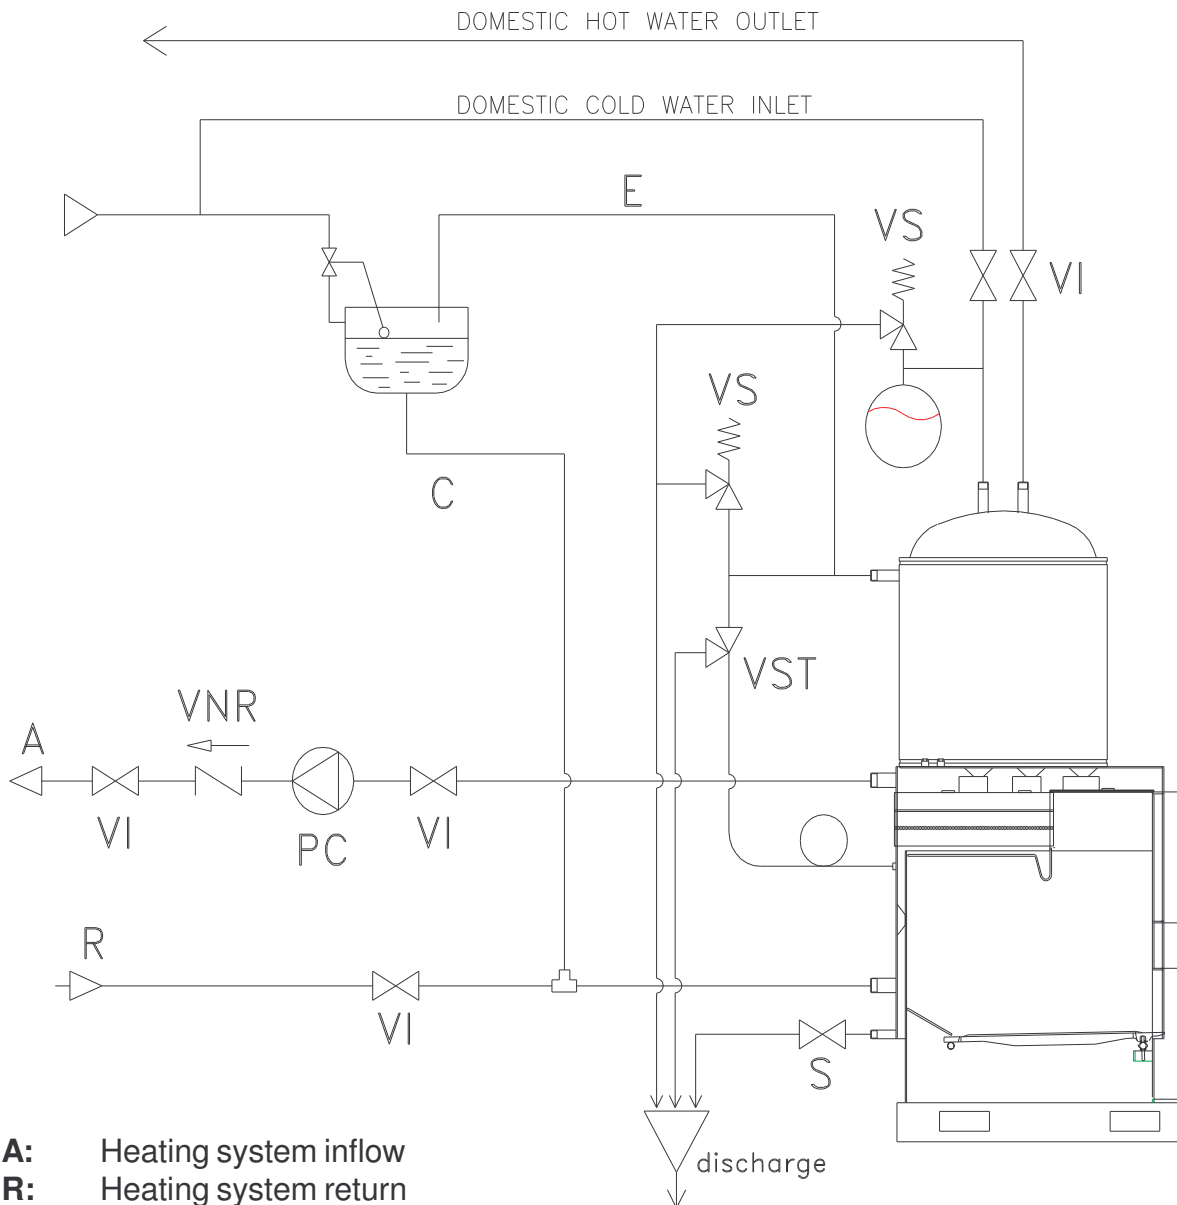 DOMESTIC HOT WATER OUTLET
DOMESTIC COLD WATER INLET
E
VS
VI
VS
C
VST
VNR
A
VI
PC
VI
R
VI
S
discharge
A: Heating system inflow
R: Heating system return